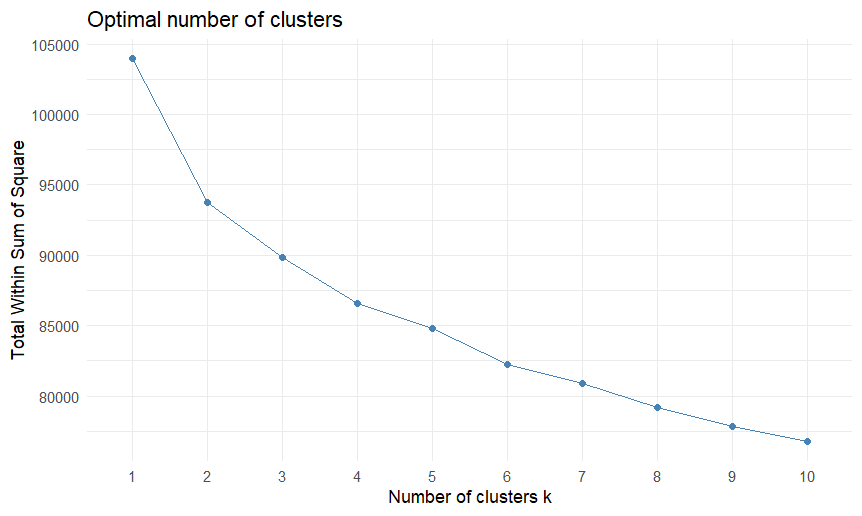 Optimal number of clusters
105000
100000
95000
90000
85000
80000
Total Within Sum of Square
1 2 3 4 5 6 7 8 9 10
Number of clusters k